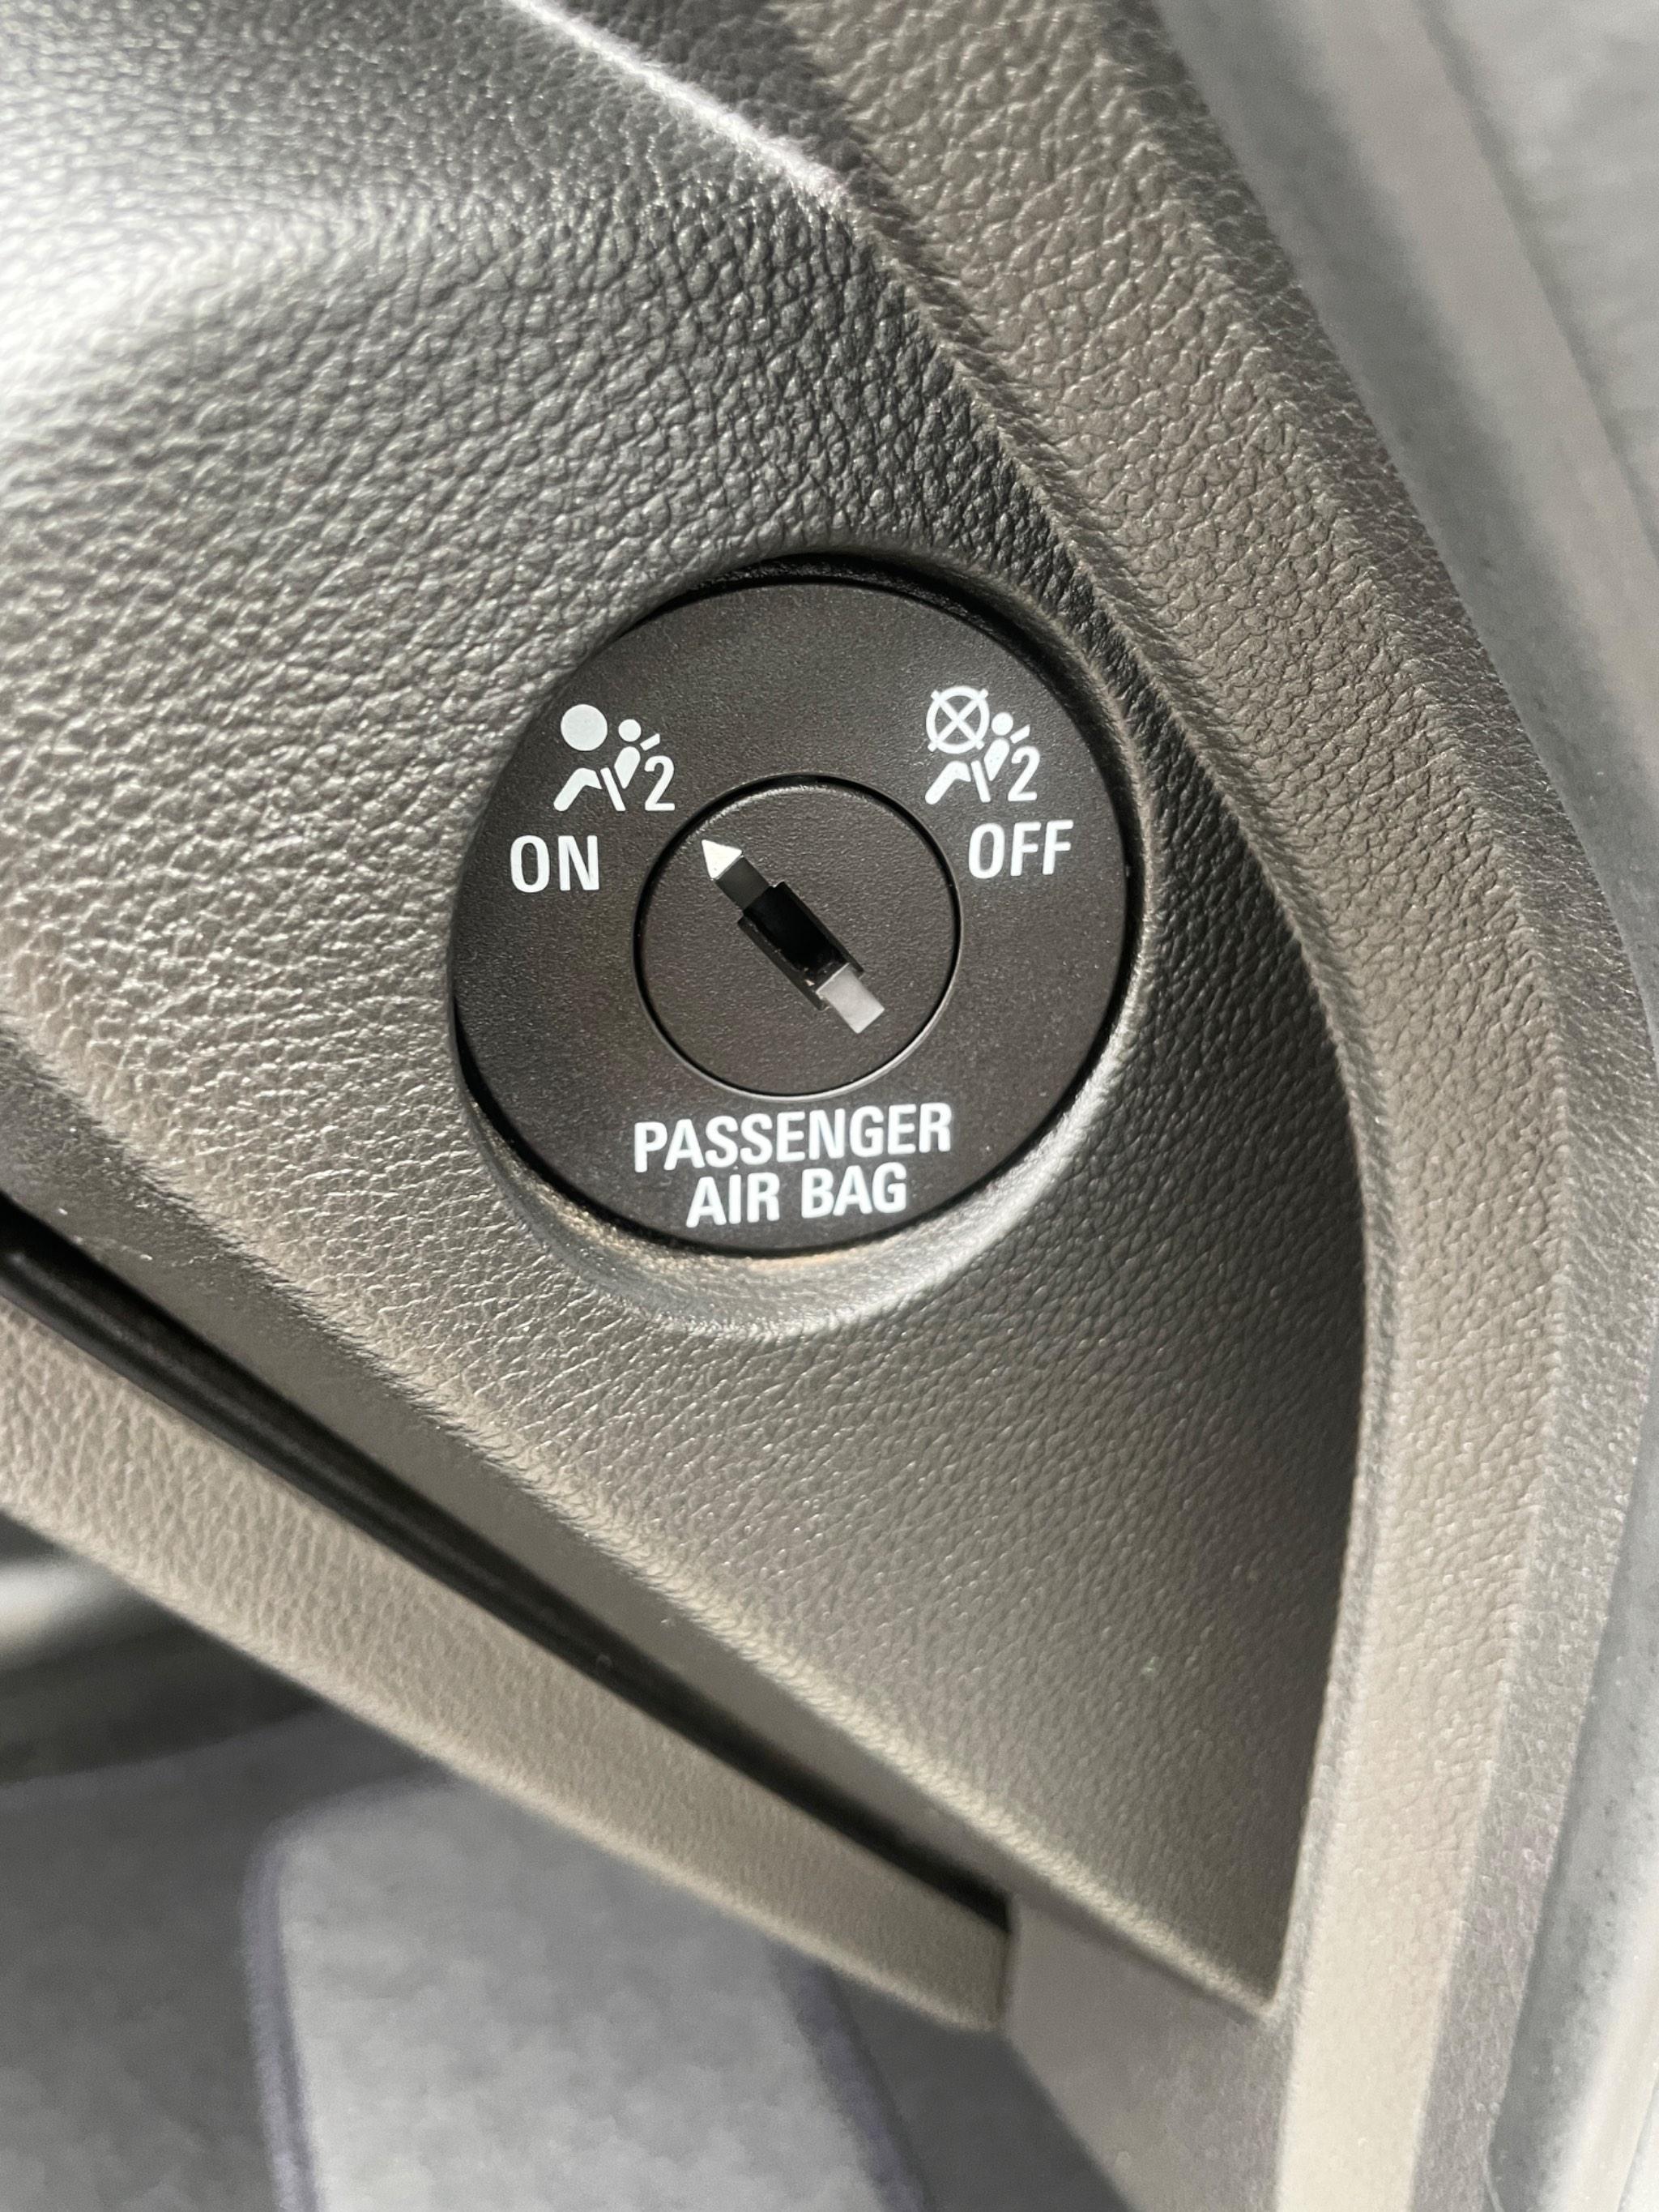 2 2
ON OFF
PASSENGER
AIR BAG